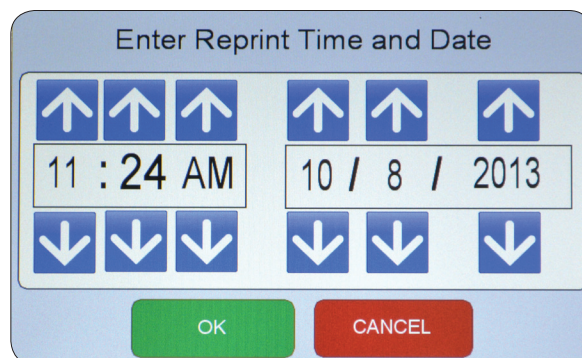 Enter Reprint Time and Date
11 : 24 AM 10 / 8 / 2013
OK CANCEL